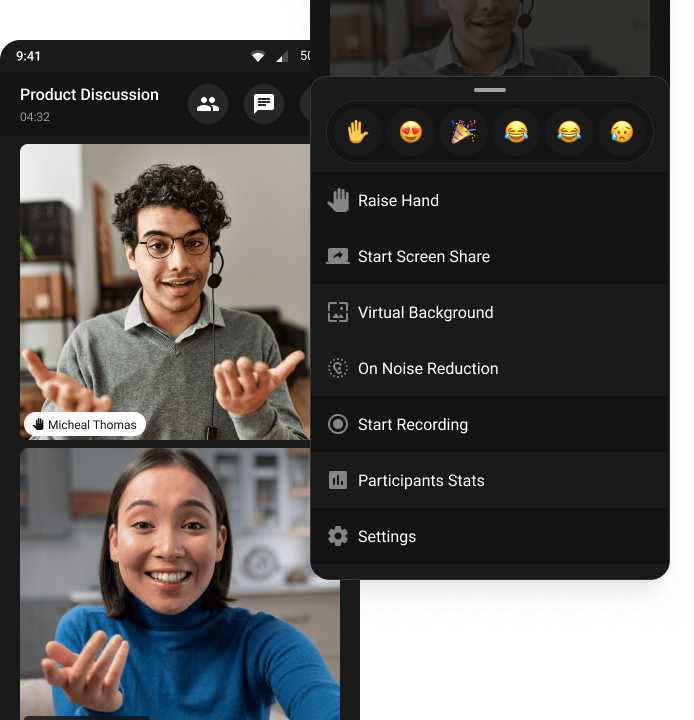 9:41
50
Product Discussion
04:32
Micheal Thomas
Raise Hand
Start Screen Share
Virtual Background
On Noise Reduction
Start Recording
Participants Stats
Settings